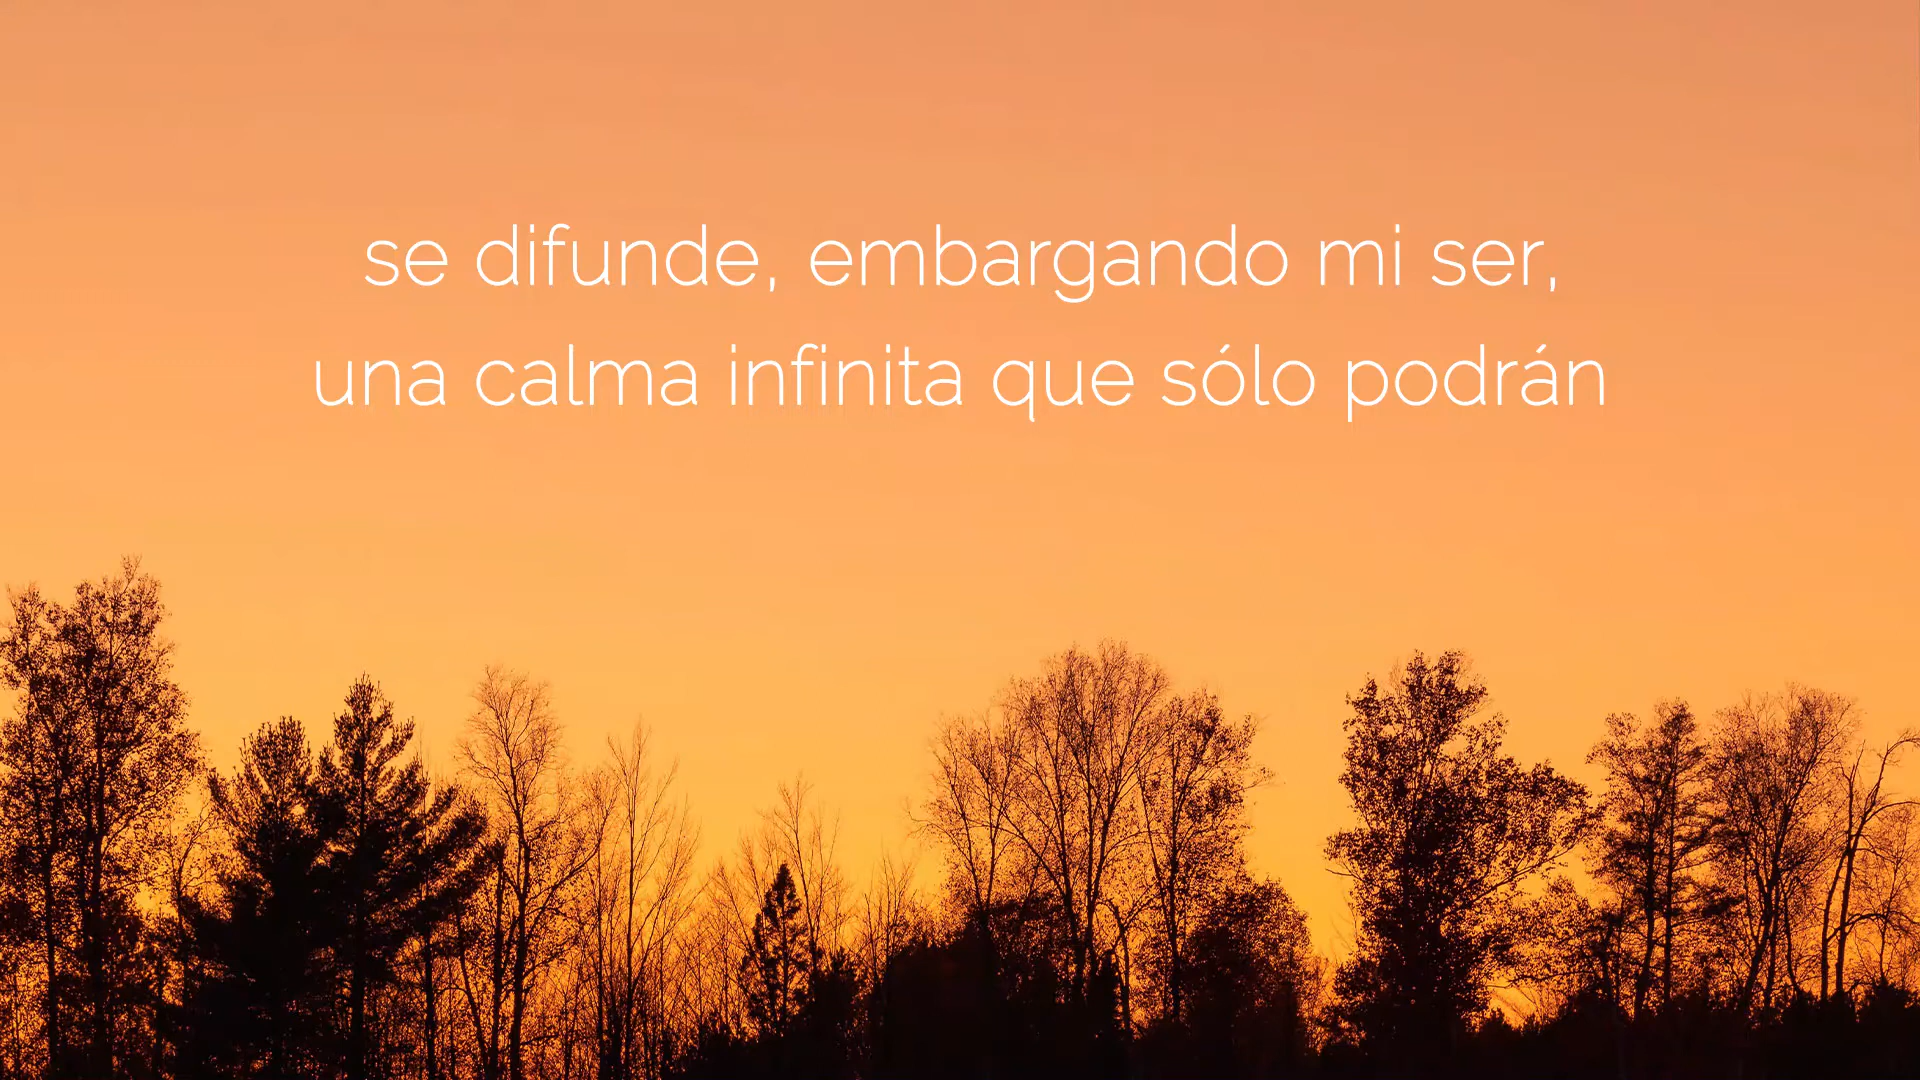 se difunde, embargando mi ser,
una calma infinita que sólo podrán